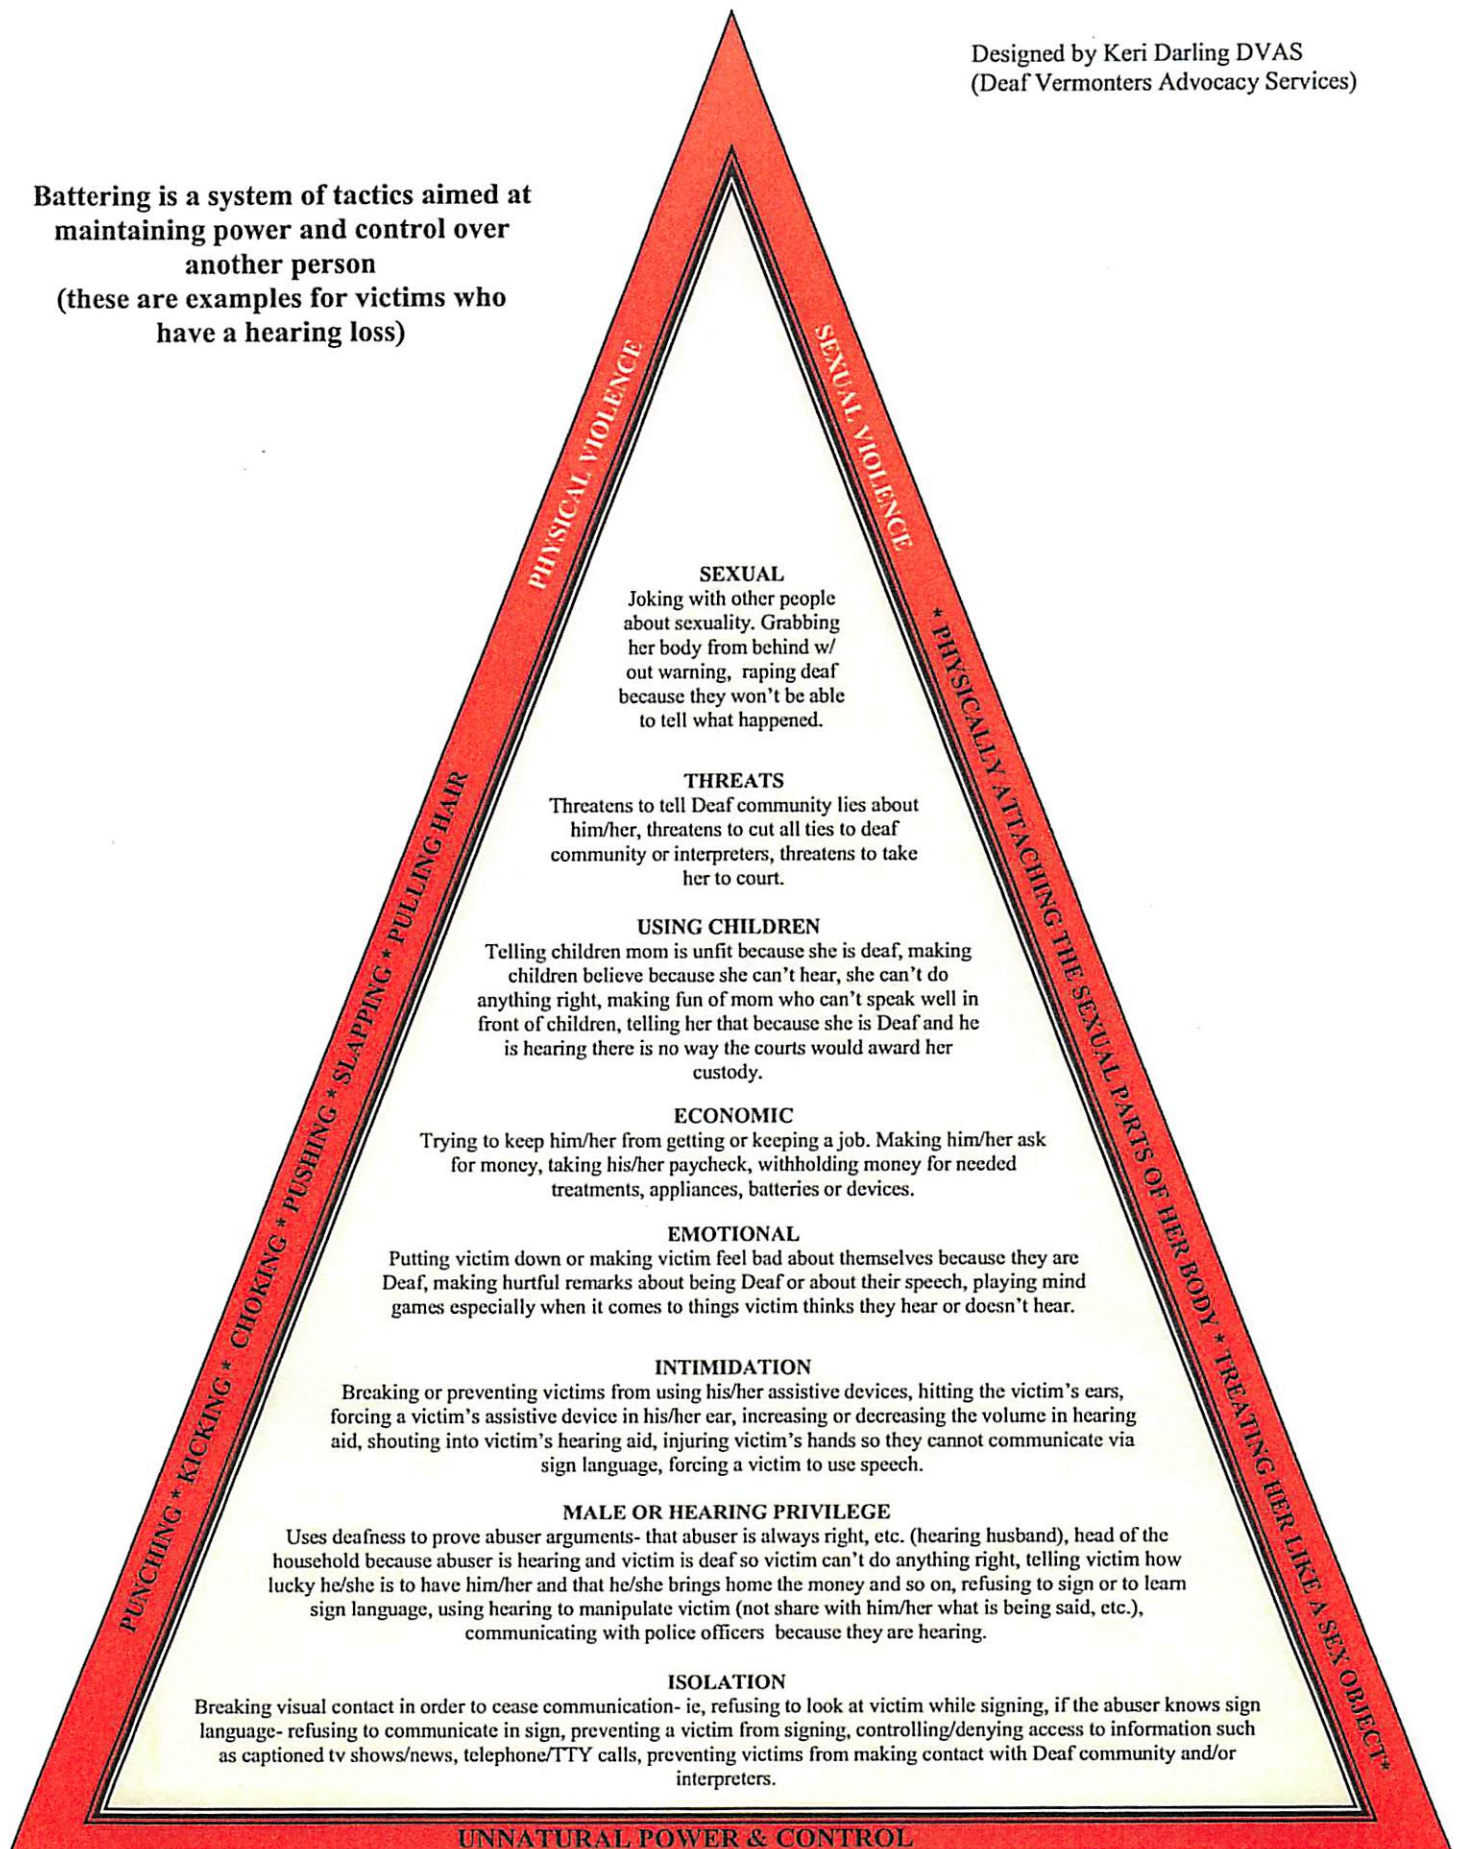 Designed by Keri Darling DVAS
(Deaf Vermonters Advocacy Services)
Battering is a system of tactics aimed at
maintaining power and control over
another person
(these are examples for victims who
have a hearing loss)
PHYSICAL VIOLENCE
SEXUAL VIOLENCE
PUNCHING * KICKING * CHOKING * PUSHING * SLAPPING * PULLING HAIR
* PHYSICALLY ATTACHING THE SEXUAL PARTS OF HER BODY * TREATING HER LIKE A SEX OBJECT*
SEXUAL
Joking with other people
about sexuality. Grabbing
her body from behind w/
out warning, raping deaf
because they won't be able
to tell what happened.
THREATS
Threatens to tell Deaf community lies about
him/her, threatens to cut all ties to deaf
community or interpreters, threatens to take
her to court.
USING CHILDREN
Telling children mom is unfit because she is deaf, making
children believe because she can't hear, she can't do
anything right, making fun of mom who can't speak well in
front of children, telling her that because she is Deaf and he
is hearing there is no way the courts would award her
custody.
ECONOMIC
Trying to keep him/her from getting or keeping a job. Making him/her ask
for money, taking his/her paycheck, withholding money for needed
treatments, appliances, batteries or devices.
EMOTIONAL
Putting victim down or making victim feel bad about themselves because they are
Deaf, making hurtful remarks about being Deaf or about their speech, playing mind
games especially when it comes to things victim thinks they hear or doesn't hear.
INTIMIDATION
Breaking or preventing victims from using his/her assistive devices, hitting the victim's ears,
forcing a victim's assistive device in his/her ear, increasing or decreasing the volume in hearing
aid, shouting into victim's hearing aid, injuring victim's hands so they cannot communicate via
sign language, forcing a victim to use speech.
MALE OR HEARING PRIVILEGE
Uses deafness to prove abuser arguments- that abuser is always right, etc. (hearing husband), head of the
household because abuser is hearing and victim is deaf so victim can't do anything right, telling victim how
lucky he/she is to have him/her and that he/she brings home the money and so on, refusing to sign or to learn
sign language, using hearing to manipulate victim (not share with him/her what is being said, etc.),
communicating with police officers because they are hearing.
ISOLATION
Breaking visual contact in order to cease communication- ie, refusing to look at victim while signing, if the abuser knows sign
language- refusing to communicate in sign, preventing a victim from signing, controlling/denying access to information such
as captioned tv shows/news, telephone/TTY calls, preventing victims from making contact with Deaf community and/or
interpreters.
UNNATURAL POWER & CONTROL